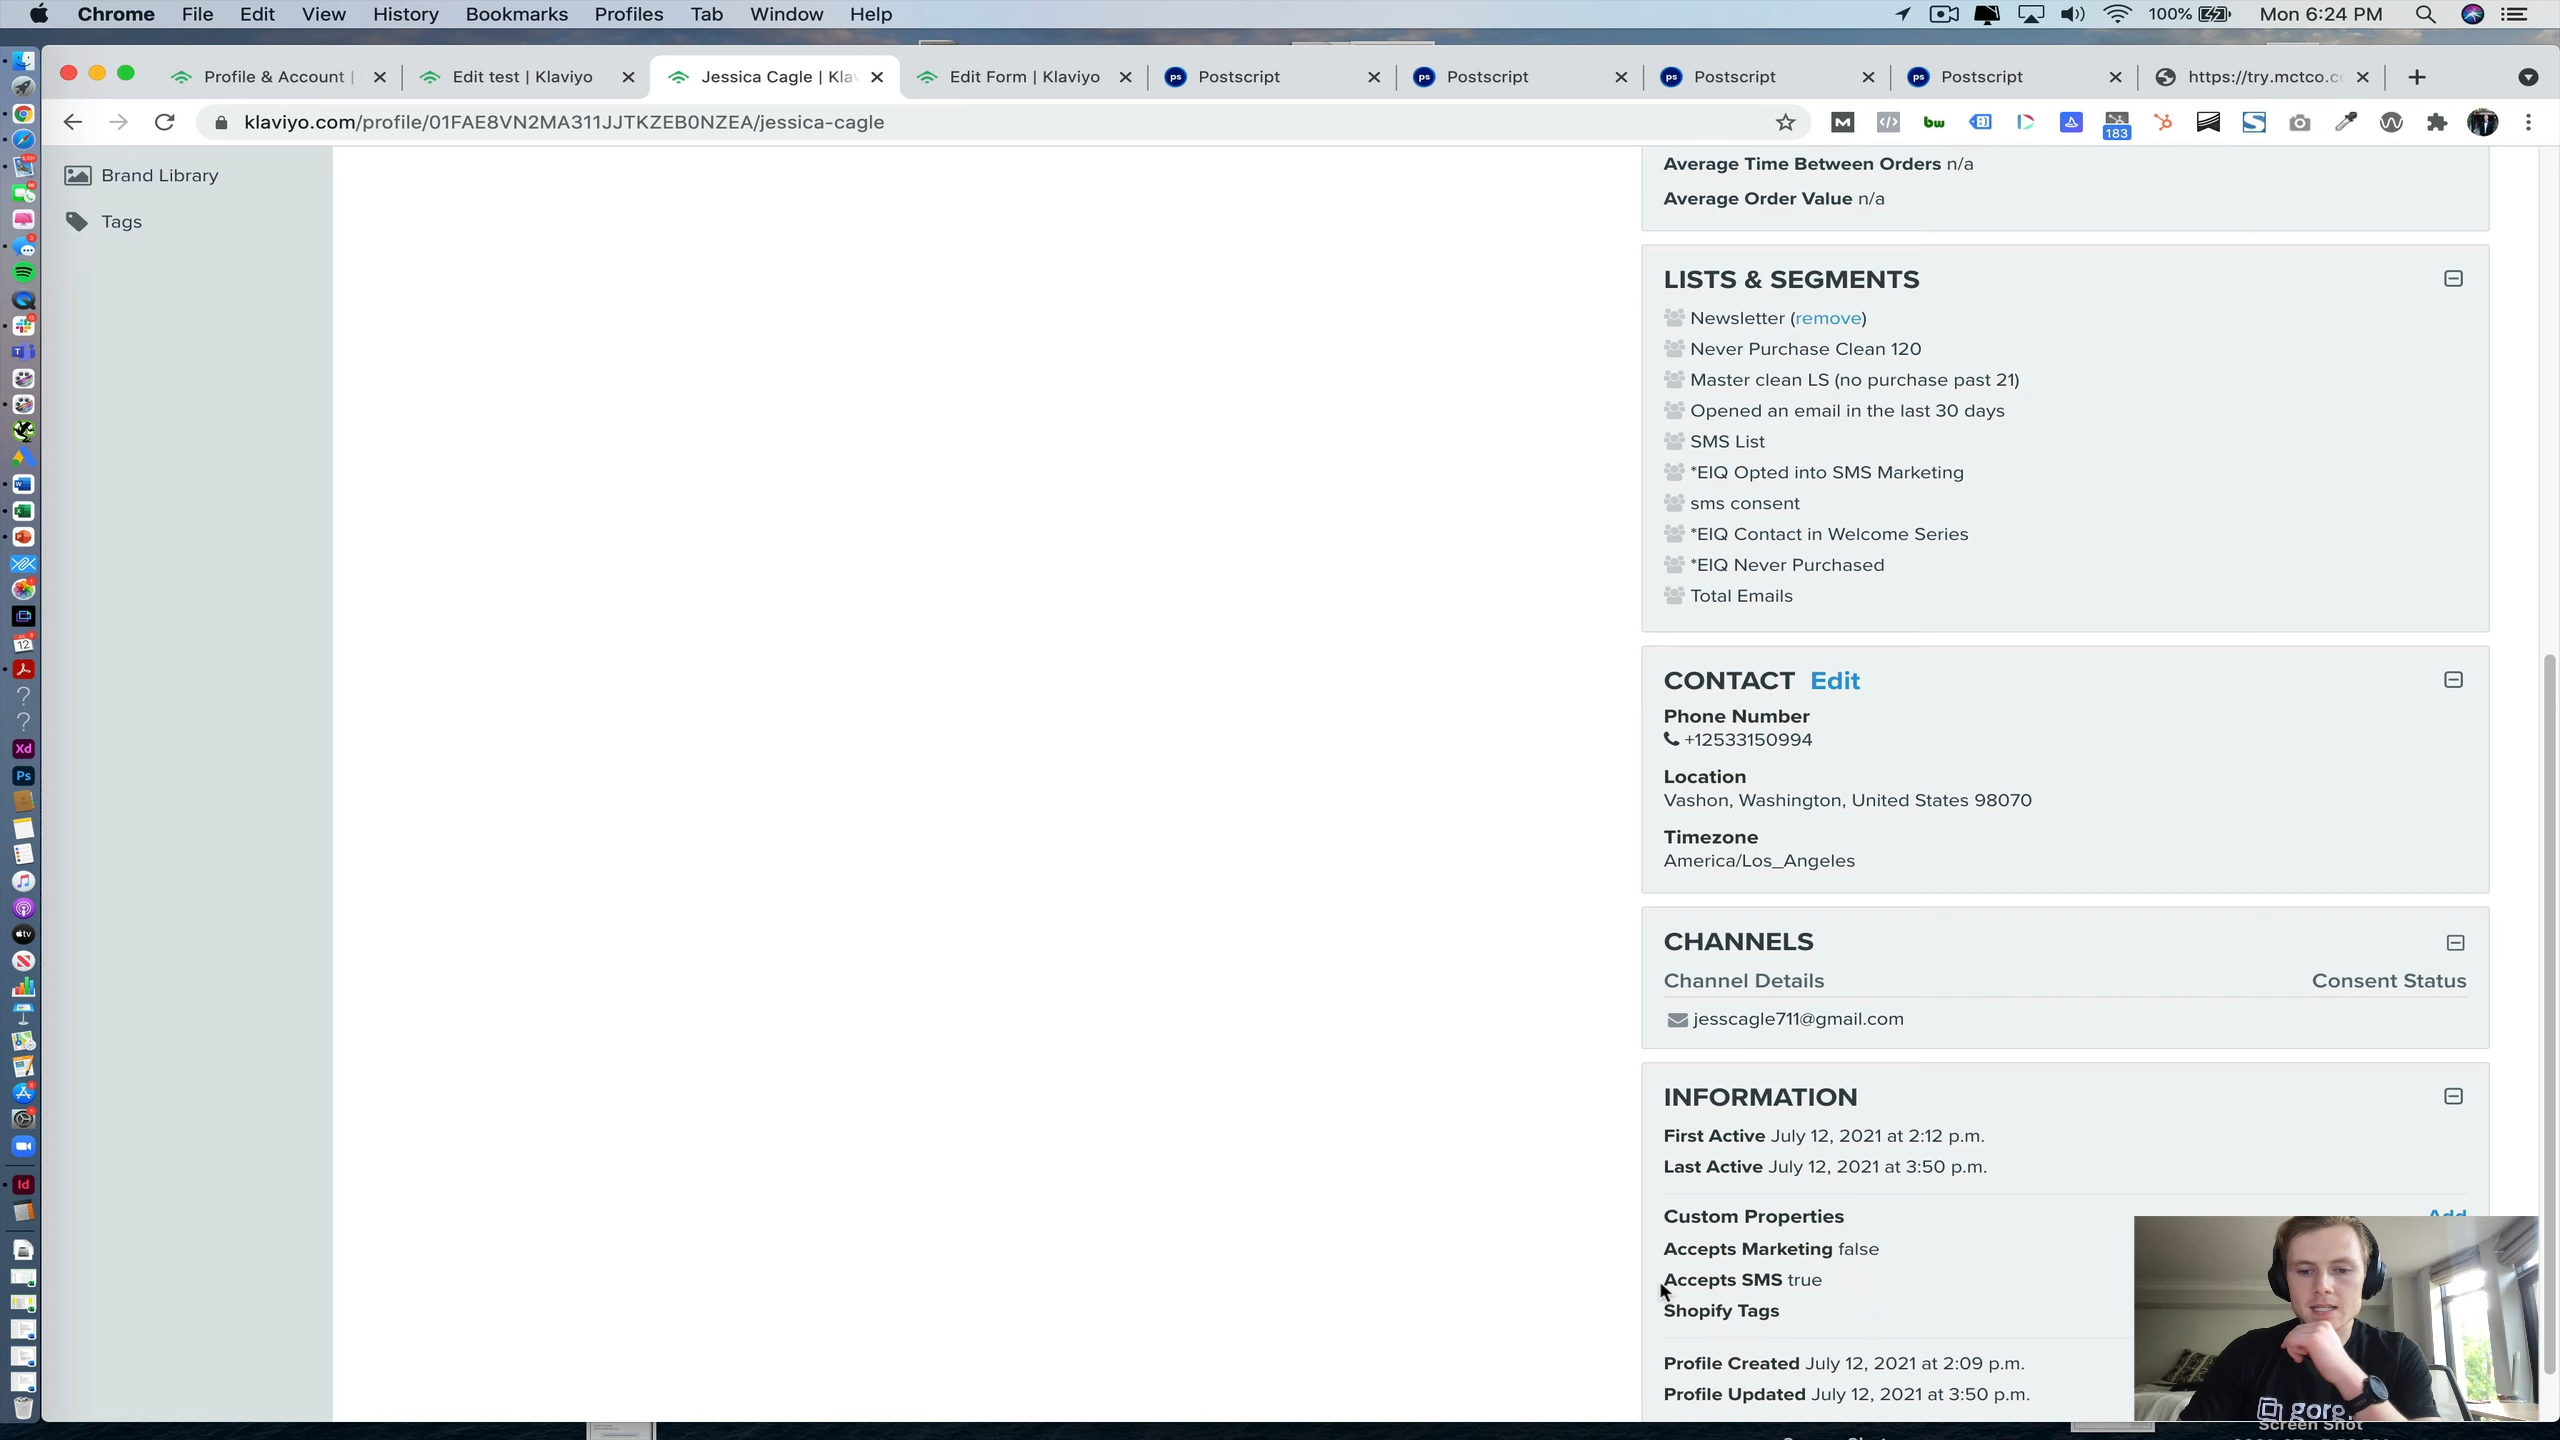 Chrome File Edit View History Bookmarks Profiles Tab Window Help 100% Mon 6:24 PM
Profile & Account | Edit test | Klaviyo Jessica Cagle | Kla Edit Form | Klaviyo Postscript Postscript Postscript Postscript https://try.mctco.c
klaviyo.com/profile/01FAE8VN2MA311JJTKZEB0NZEA/jessica-cagle
183
Brand Library
Tags
Average Time Between Orders n/a
Average Order Value n/a
LISTS & SEGMENTS
Newsletter (remove)
Never Purchase Clean 120
Master clean LS (no purchase past 21)
Opened an email in the last 30 days
SMS List
*EIQ Opted into SMS Marketing
sms consent
*EIQ Contact in Welcome Series
*EIQ Never Purchased
Total Emails
CONTACT Edit
Phone Number
+12533150994
Location
Vashon, Washington, United States 98070
Timezone
America/Los_Angeles
CHANNELS
Channel Details Consent Status
jesscagle711@gmail.com
INFORMATION
First Active July 12, 2021 at 2:12 p.m.
Last Active July 12, 2021 at 3:50 p.m.
Custom Properties Add
Accepts Marketing false
Accepts SMS true
Shopify Tags
Profile Created July 12, 2021 at 2:09 p.m.
Profile Updated July 12, 2021 at 3:50 p.m.
gorg
Screen Shot